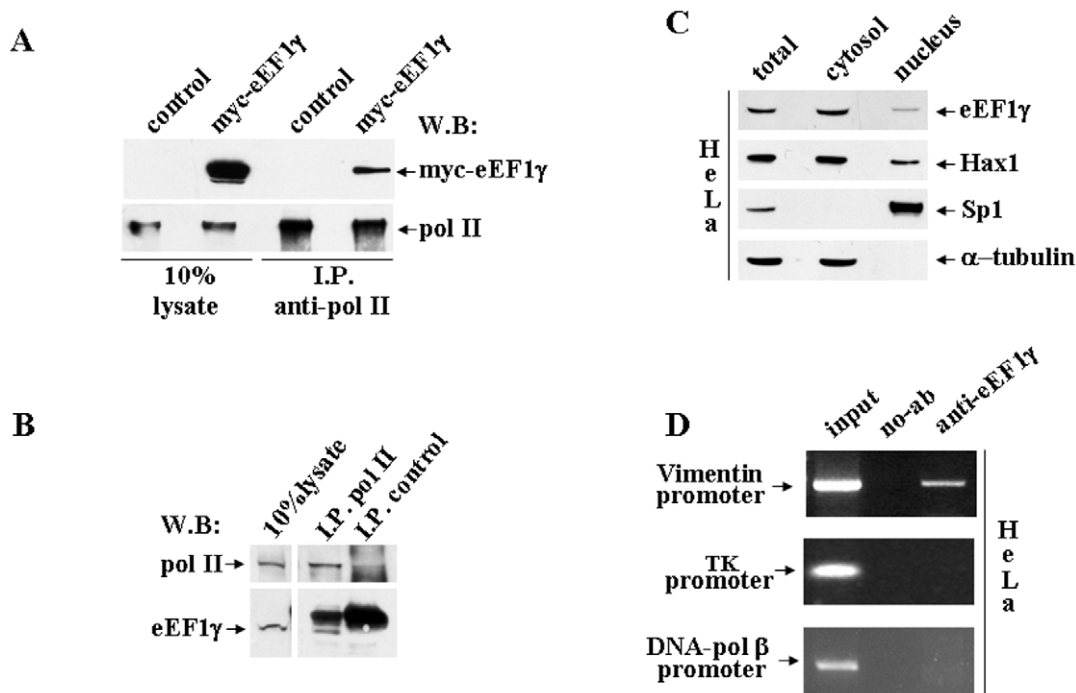 A
control
myc-eEF1γ
control
myc-eEF1γ
W.B:
myc-eEF1γ
pol II
10%
lysate
I.P.
anti-pol II
B
W.B:
10%lysate
I.P. pol II
I.P. control
pol II
eEF1γ
C
total
cytosol
nucleus
HeLa
eEF1γ
Hax1
Sp1
α–tubulin
D
input
no-ab
anti-eEF1γ
Vimentin
promoter
TK
promoter
DNA-pol β
promoter
HeLa